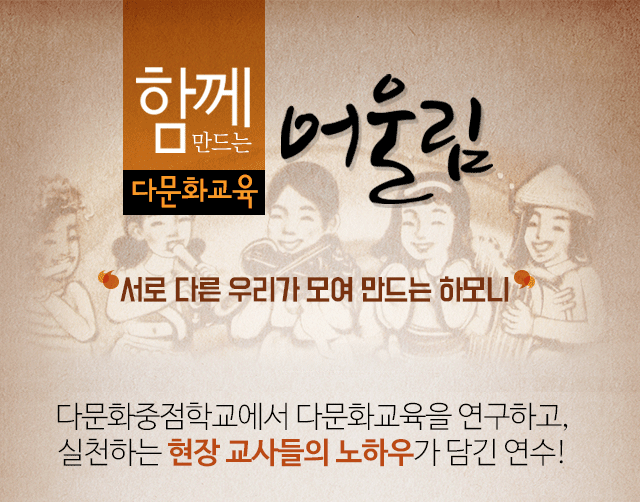 함께
만드는
어울림
다문화교육
서로 다른 우리가 모여 만드는 하모니
다문화중점학교에서 다문화교육을 연구하고,
실천하는 현장 교사들의 노하우가 담긴 연수!